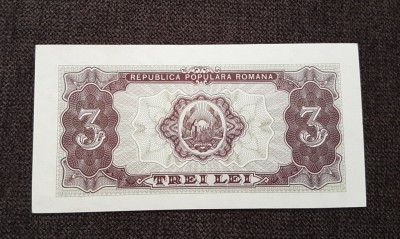 REPUBLICA POPULARA ROMANA
3 3
TREI LEI